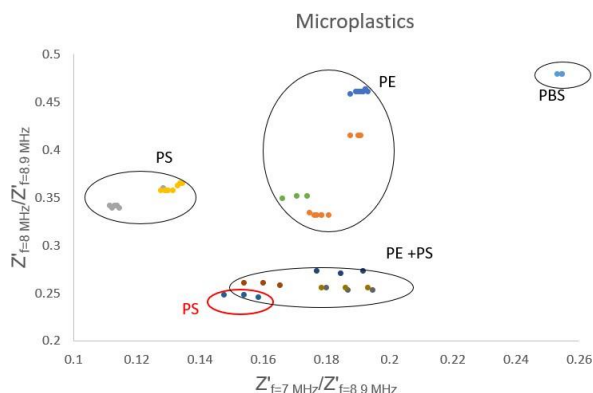 Microplastics
Z'f=8 MHz/Z'f=8.9 MHz
0.5
0.45
0.4
0.35
0.3
0.25
0.2
PE
PBS
PS
PE +PS
PS
0.1
0.12
0.14
0.16
0.18
0.2
0.22
0.24
0.26
Z'f=7 MHz/Z'f=8.9 MHz